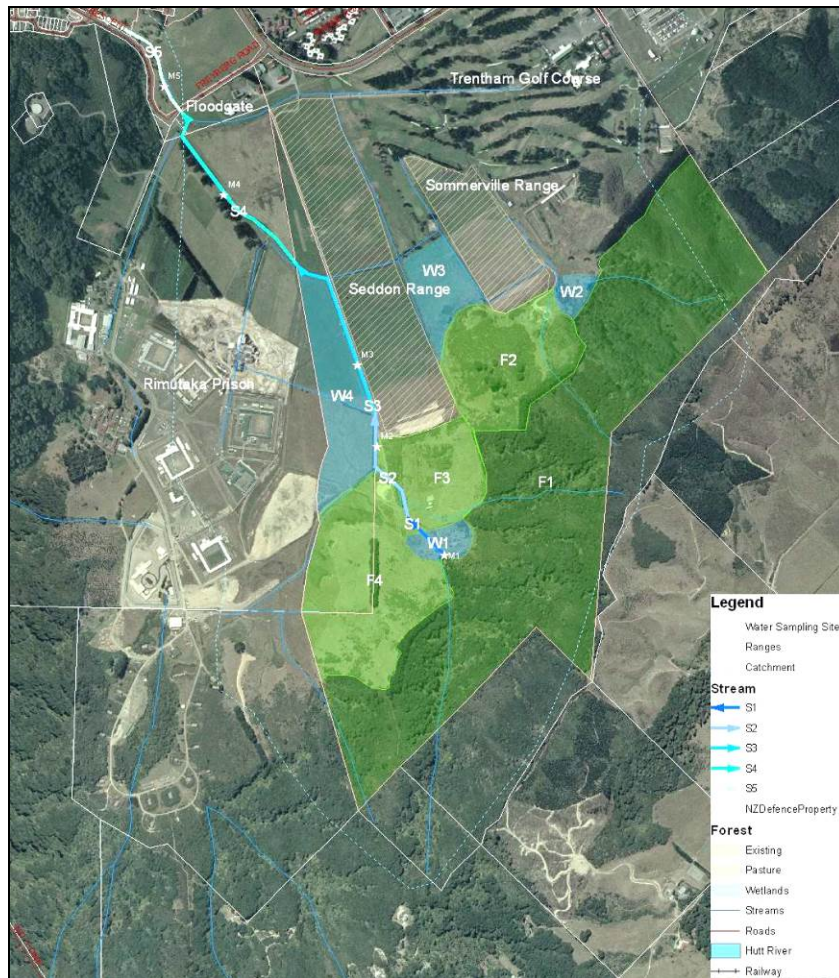 S5
M5
Trentham Golf Course
Floodgate
M4
S4
Sommerville Range
W3
W2
Seddon Range
M3
F2
Rimutaka Prison
W4
S3
M2
S2
F3
F1
S1
W1
M1
F4
Legend
Water Sampling Site
Ranges
Catchment
Stream
S1
S2
S3
S4
S5
NZDefenceProperty
Forest
Existing
Pasture
Wetlands
Streams
Roads
Hutt River
Railway